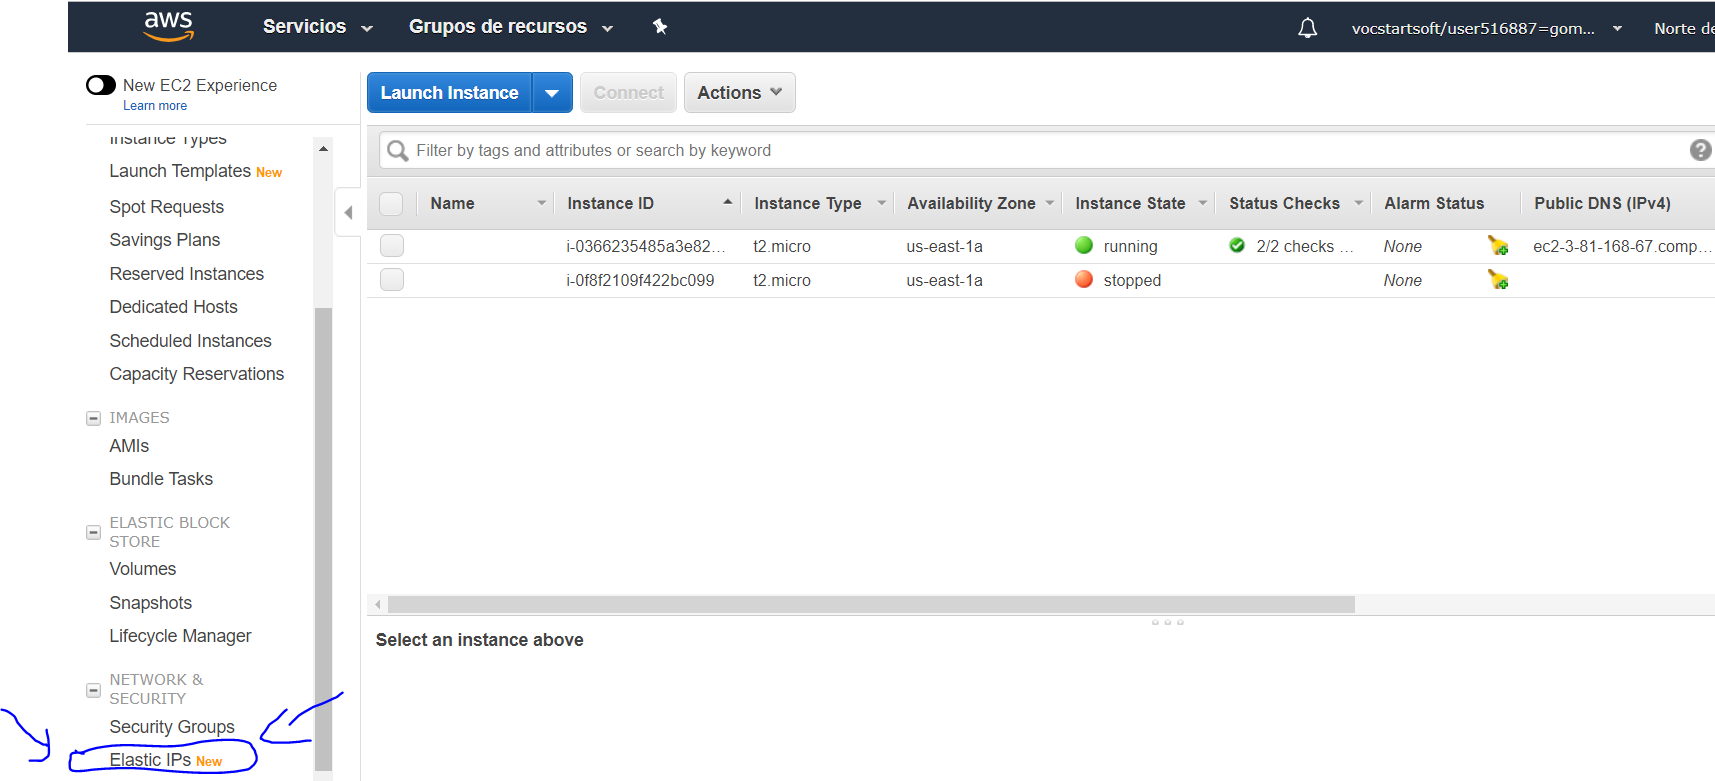 aws Servicios Grupos de recursos vocstartsoft/user516887=gom... Norte de
New EC2 Experience
Learn more
Launch Instance Connect Actions
Filter by tags and attributes or search by keyword
Instance Types
Launch Templates New
Spot Requests
Savings Plans
Reserved Instances
Dedicated Hosts
Scheduled Instances
Capacity Reservations
IMAGES
AMIs
Bundle Tasks
ELASTIC BLOCK
STORE
Volumes
Snapshots
Lifecycle Manager
NETWORK &
SECURITY
Security Groups
Elastic IPs New
Name Instance ID Instance Type Availability Zone Instance State Status Checks Alarm Status Public DNS (IPv4)
i-0366235485a3e82... t2.micro us-east-1a running 2/2 checks ... None ec2-3-81-168-67.comp...
i-0f8f2109f422bc099 t2.micro us-east-1a stopped None
Select an instance above